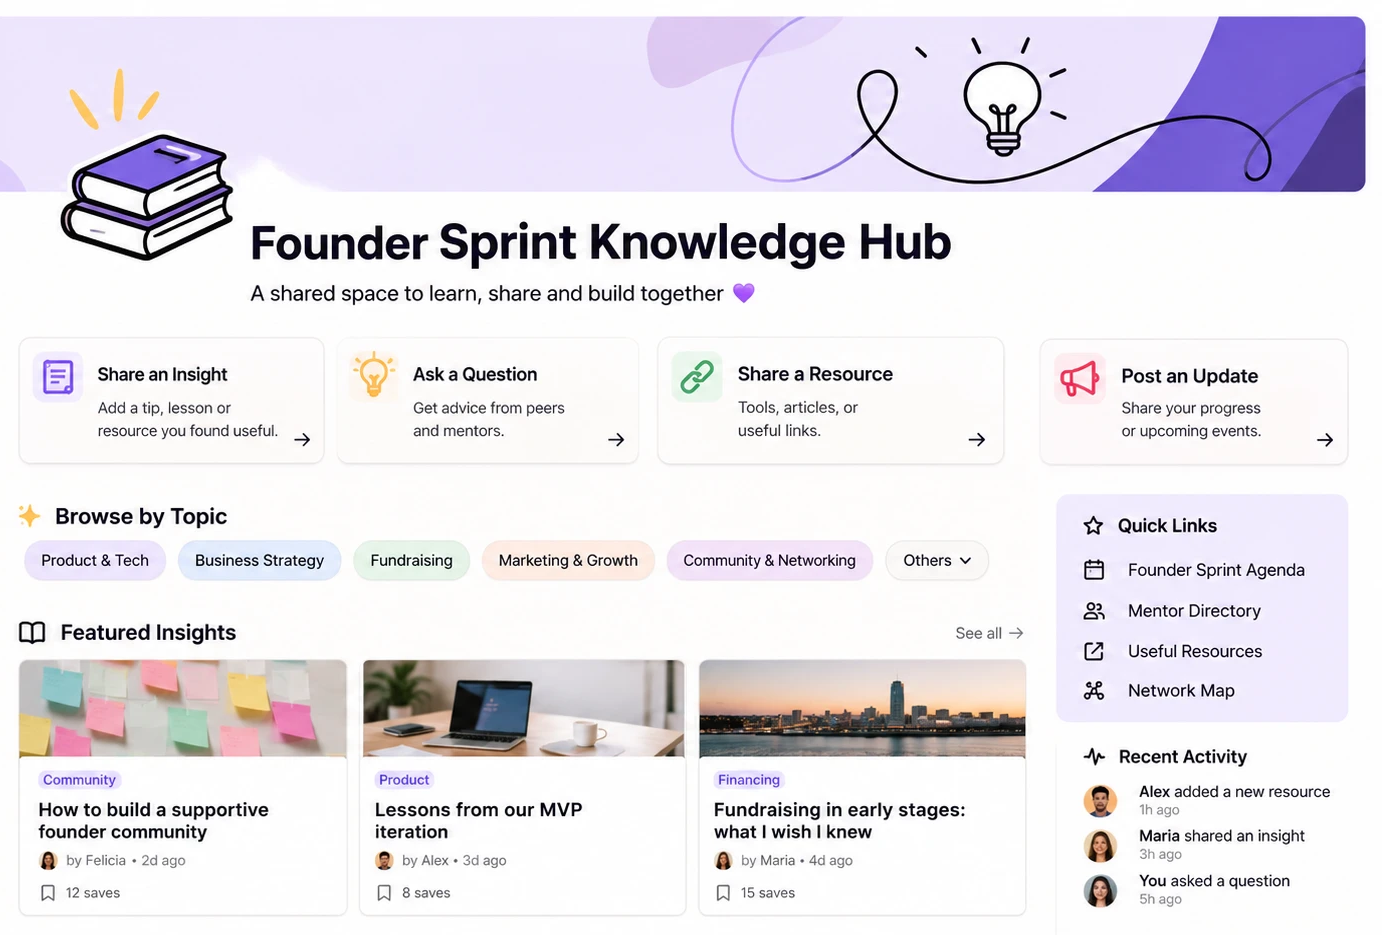 Founder Sprint Knowledge Hub
A shared space to learn, share and build together 💜
Share an Insight
Add a tip, lesson or
resource you found useful.
Ask a Question
Get advice from peers
and mentors.
Share a Resource
Tools, articles, or
useful links.
Post an Update
Share your progress
or upcoming events.
Browse by Topic
Product & Tech
Business Strategy
Fundraising
Marketing & Growth
Community & Networking
Others
Featured Insights
See all →
Community
How to build a supportive
founder community
by Felicia • 2d ago
12 saves
Product
Lessons from our MVP
iteration
by Alex • 3d ago
8 saves
Financing
Fundraising in early stages:
what I wish I knew
by Maria • 4d ago
15 saves
Quick Links
Founder Sprint Agenda
Mentor Directory
Useful Resources
Network Map
Recent Activity
Alex added a new resource
1h ago
Maria shared an insight
3h ago
You asked a question
5h ago